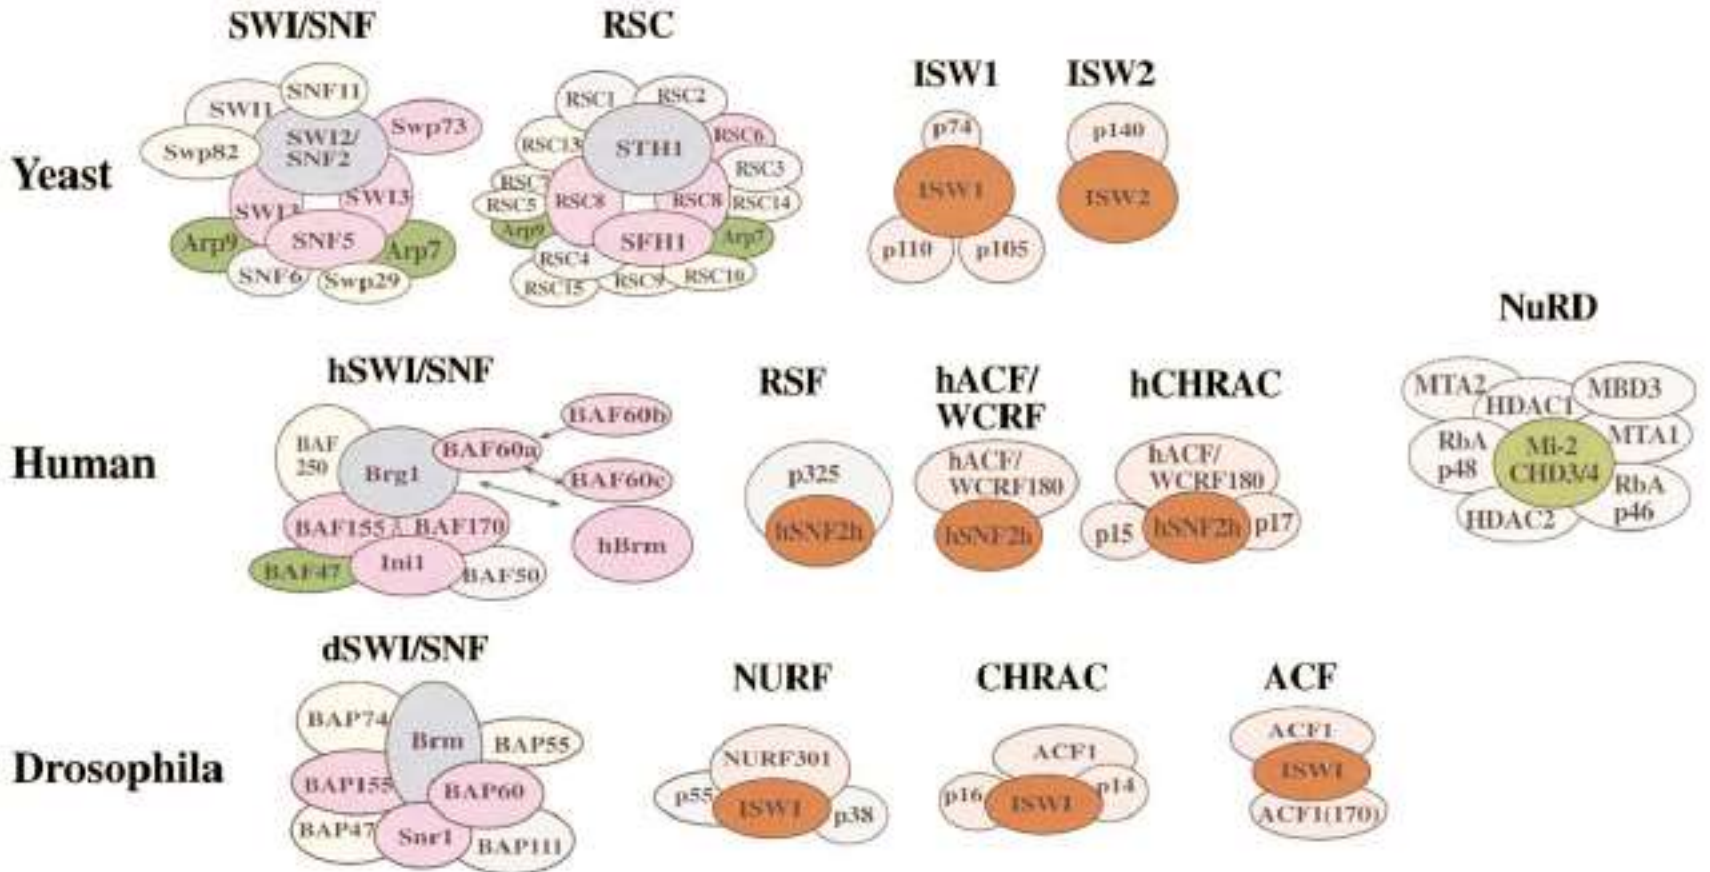 SWI/SNF
RSC
ISW1
ISW2
Yeast
SNF11
SWI1
SWI2/
SNF2
Swp73
Swp82
SWI3
SWI3
SNF5
Arp9
Arp7
SNF6
Swp29
RSC1
RSC2
RSC13
STH1
RSC6
RSC3
RSC7
RSC5
RSC8
RSC8
RSC14
Arp9
SFH1
Arp7
RSC4
RSC15
RSC9
RSC10
p74
ISW1
p110
p105
p140
ISW2
NuRD
MTA2
HDAC1
MBD3
RbA
p48
Mi-2
CHD3/4
MTA1
RbA
p46
HDAC2
Human
hSWI/SNF
BAF
250
Brg1
BAF60a
BAF60b
BAF60c
hBrm
BAF155
BAF170
BAF47
Ini1
BAF50
RSF
p325
hSNF2h
hACF/
WCRF
hACF/
WCRF180
hSNF2h
hCHRAC
hACF/
WCRF180
p15
hSNF2h
p17
Drosophila
dSWI/SNF
BAP74
Brm
BAP55
BAP155
BAP60
BAP47
Snr1
BAP111
NURF
NURF301
p55
ISWI
p38
CHRAC
ACF1
p16
ISWI
p14
ACF
ACF1
ISWI
ACF1(170)